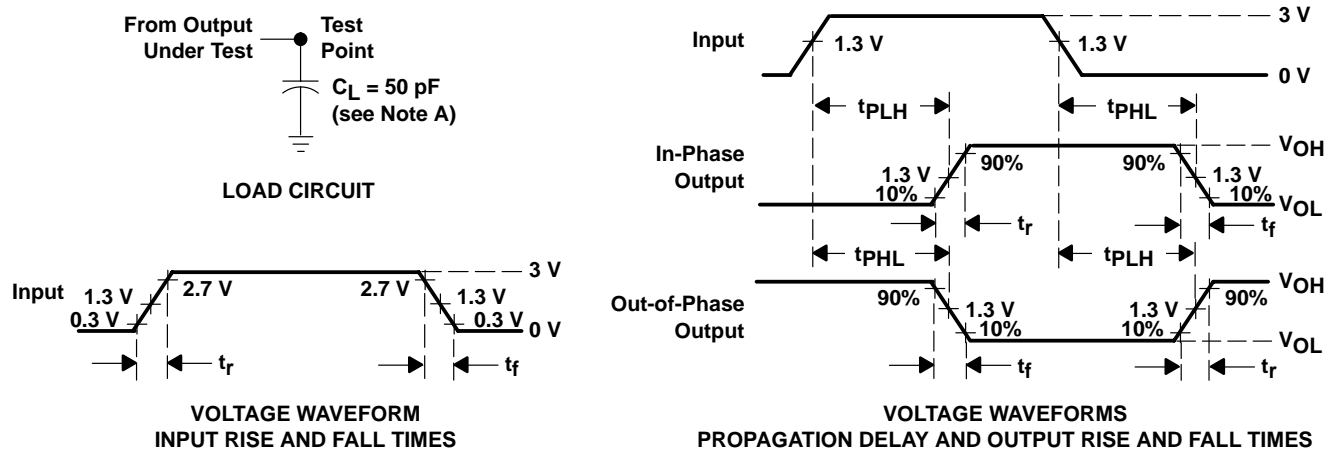 From Output
Under Test
Test
Point
CL = 50 pF
(see Note A)
LOAD CIRCUIT
Input
1.3 V
0.3 V
2.7 V
2.7 V
1.3 V
0.3 V
3 V
0 V
tr
tf
VOLTAGE WAVEFORM
INPUT RISE AND FALL TIMES
Input
1.3 V
1.3 V
3 V
0 V
tPLH
tPHL
In-Phase
Output
1.3 V
10%
90%
90%
1.3 V
10%
VOH
VOL
tr
tf
tPHL
tPLH
Out-of-Phase
Output
90%
1.3 V
10%
1.3 V
10%
90%
VOH
VOL
tf
tr
VOLTAGE WAVEFORMS
PROPAGATION DELAY AND OUTPUT RISE AND FALL TIMES